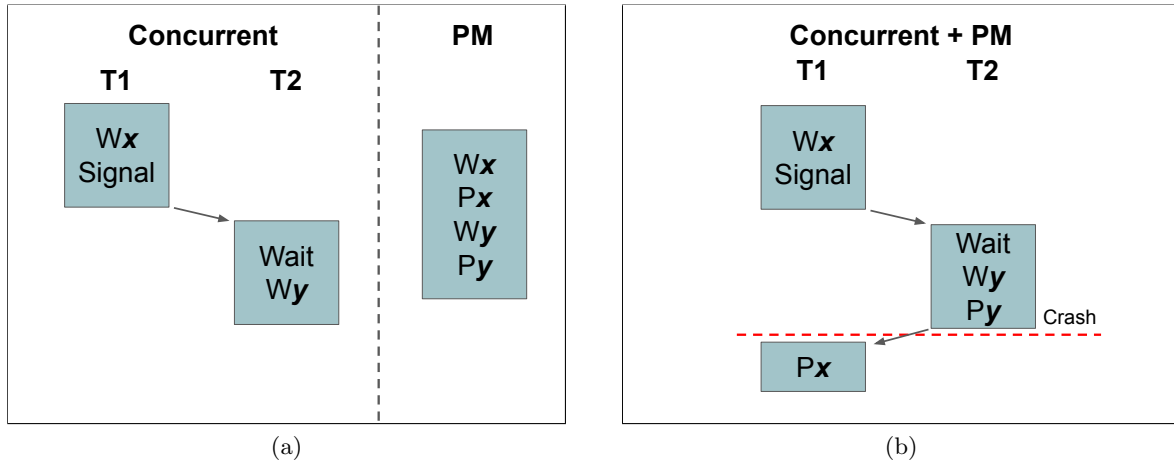 Concurrent
T1 T2
Wx
Signal
Wait
Wy
PM
Wx
Px
Wy
Py
(a)
Concurrent + PM
T1 T2
Wx
Signal
Wait
Wy
Py
Crash
Px
(b)